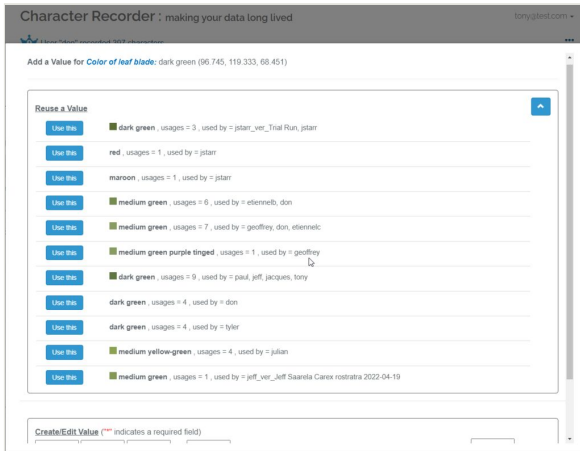 Character Recorder : making your data long lived
tony@test.com
User "don" recorded 207 characters
Add a Value for Color of leaf blade: dark green (96.745, 119.333, 68.451)
Reuse a Value
Use this dark green , usages = 3 , used by = jstarr_ver_Trial Run, jstarr
Use this red , usages = 1 , used by = jstarr
Use this maroon , usages = 1 , used by = jstarr
Use this medium green , usages = 6 , used by = etiennelb, don
Use this medium green , usages = 7 , used by = geoffrey, don, etiennelc
Use this medium green purple tinged , usages = 1 , used by = geoffrey
Use this dark green , usages = 9 , used by = paul, jeff, jacques, tony
Use this dark green , usages = 4 , used by = don
Use this dark green , usages = 4 , used by = tyler
Use this medium yellow-green , usages = 4 , used by = julian
Use this medium green , usages = 1 , used by = jeff_ver_Jeff Saarela Carex rostratra 2022-04-19
Create/Edit Value ("*" indicates a required field)